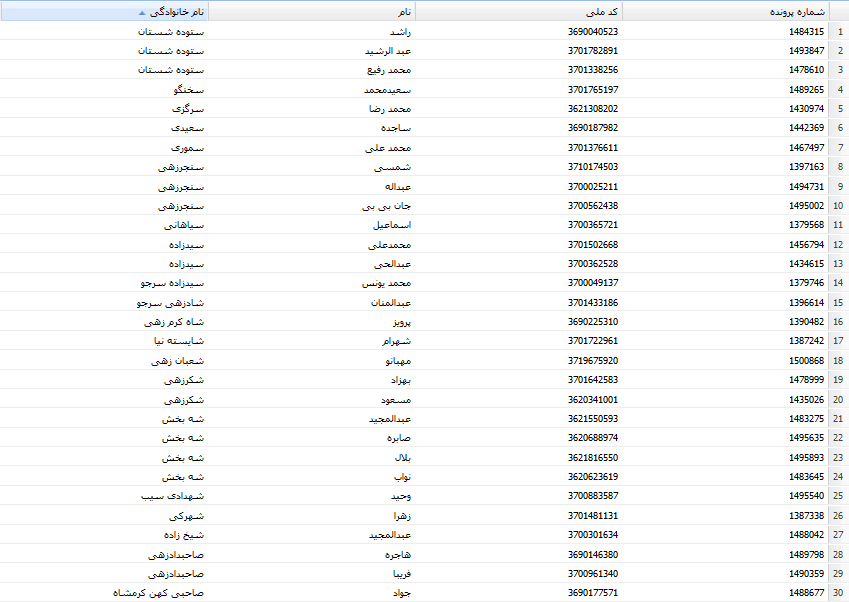 شماره پرونده کد ملی نام نام خانوادگی
1 1484315 3690040523 راشد ستوده شستان
2 1493847 3701782891 عبد الرشید ستوده شستان
3 1478610 3701338256 محمد رفیع ستوده شستان
4 1489265 3701765197 سعیدمحمد سخنگو
5 1430974 3621308202 محمد رضا سرگزی
6 1442369 3690187982 ساجده سعیدی
7 1467497 3701376611 محمد علی سموری
8 1397163 3710174503 شمسی سنجرزهی
9 1494731 3700025211 عبداله سنجرزهی
10 1495002 3700562438 جان بی بی سنجرزهی
11 1379568 3700365721 اسماعیل سیاهانی
12 1456794 3701502668 محمدعلی سیدزاده
13 1434615 3700362528 عبدالحی سیدزاده
14 1379746 3700049137 محمد یونس سیدزاده سرجو
15 1396614 3701433186 عبدالمنان شادزهی سرجو
16 1390482 3690225310 پرویز شاه کرم زهی
17 1387242 3701722961 شهرام شایسته نیا
18 1500868 3719675920 مهبانو شعبان زهی
19 1478999 3701642583 بهزاد شکرزهی
20 1435026 3620341001 مسعود شکرزهی
21 1483275 3621550593 عبدالمجید شه بخش
22 1495635 3620688974 صابره شه بخش
23 1495893 3621816550 بلال شه بخش
24 1483645 3620623619 نواب شه بخش
25 1495540 3700883587 وحید شهدادی سیب
26 1387338 3701481131 زهرا شهرکی
27 1488042 3700301634 عبدالمجید شیخ زاده
28 1489798 3690146380 هاجره صاحبدادزهی
29 1490359 3700961340 فریبا صاحبدادزهی
30 1488677 3690177571 جواد صاحبی کهن کرمشاه